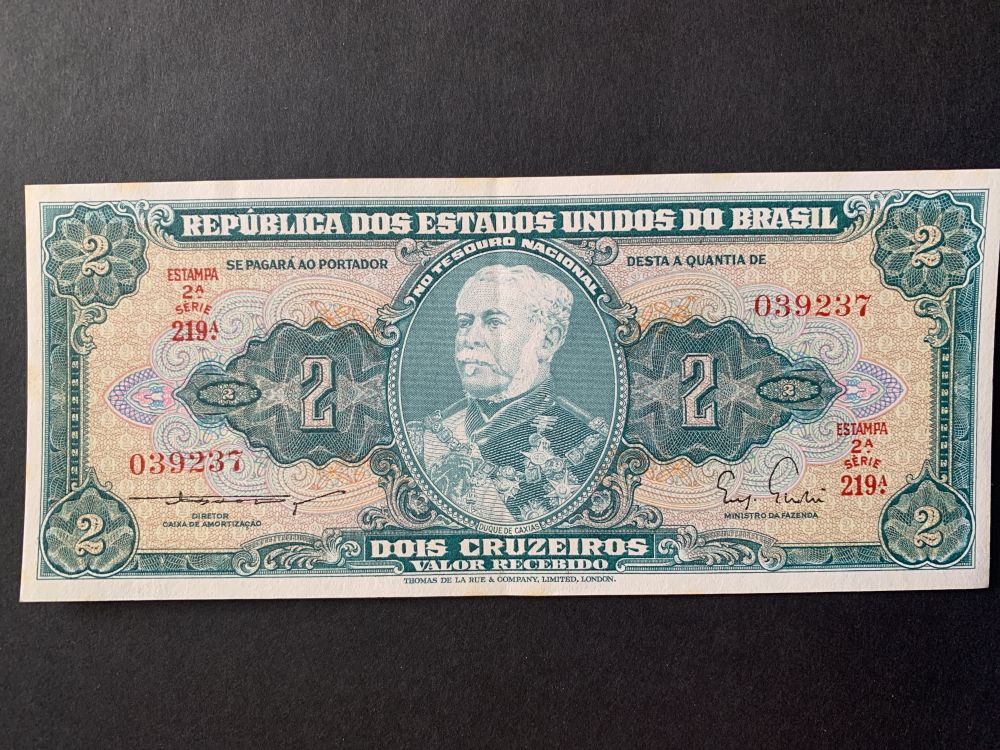 REPÚBLICA DOS ESTADOS UNIDOS DO BRASIL
2
2
SE PAGARÁ AO PORTADOR
NO TESOURO NACIONAL
DESTA A QUANTIA DE
ESTAMPA
2ª
SÉRIE
219ª
039237
2
2
2
2
039237
ESTAMPA
2ª
SÉRIE
219ª
DIRETOR
CAIXA DE AMORTIZAÇÃO
MINISTRO DA FAZENDA
DUQUE DE CAXIAS
2
2
DOIS CRUZEIROS
VALOR RECEBIDO
THOMAS DE LA RUE & COMPANY, LIMITED, LONDON.